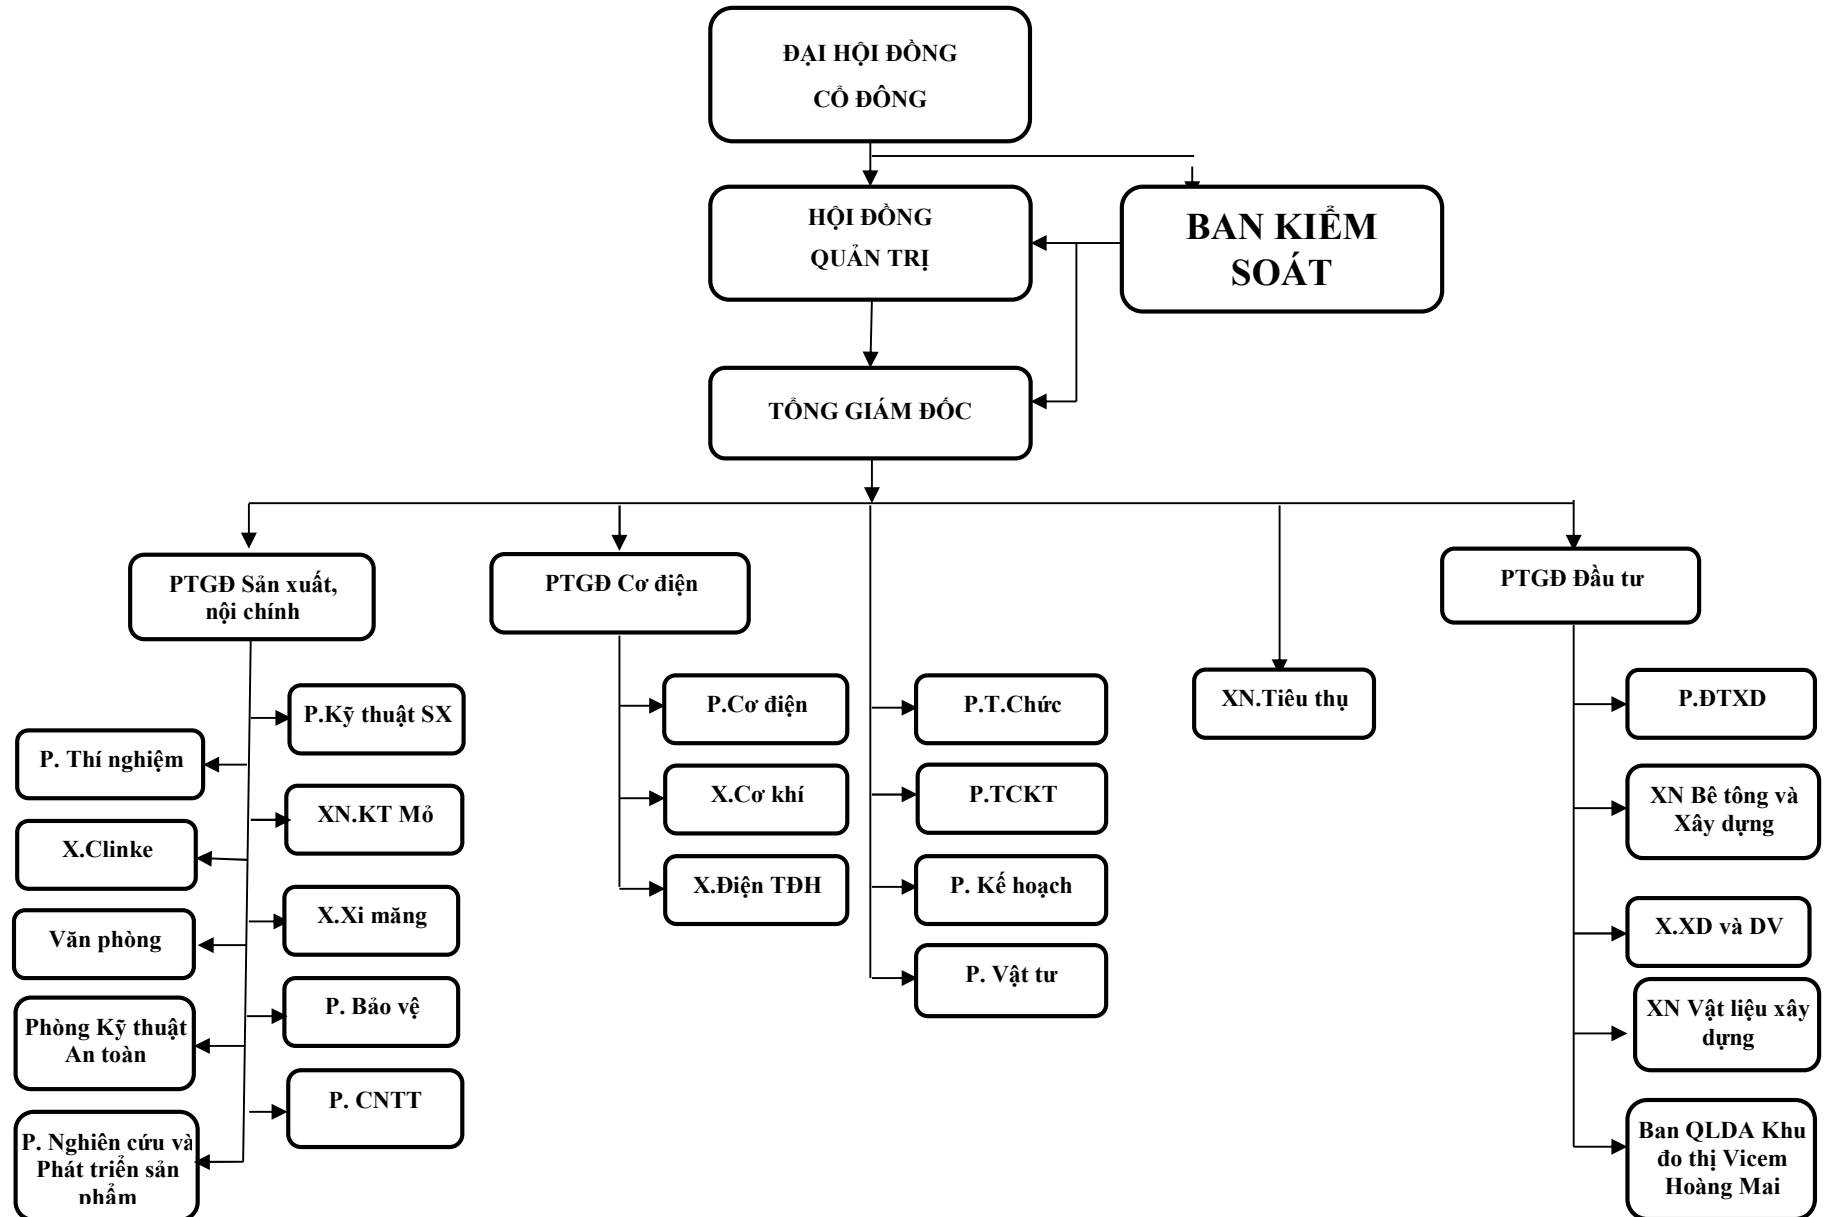 ĐẠI HỘI ĐỒNG
CỔ ĐÔNG
HỘI ĐỒNG
QUẢN TRỊ
BAN KIỂM
SOÁT
TỔNG GIÁM ĐỐC
PTGĐ Sản xuất,
nội chính
PTGĐ Cơ điện
PTGĐ Đầu tư
P.Kỹ thuật SX
P. Thí nghiệm
XN.KT Mỏ
X.Clinke
X.Xi măng
Văn phòng
P. Bảo vệ
Phòng Kỹ thuật
An toàn
P. CNTT
P. Nghiên cứu và
Phát triển sản
phẩm
P.Cơ điện
X.Cơ khí
X.Điện TĐH
P.T.Chức
P.TCKT
P. Kế hoạch
P. Vật tư
XN.Tiêu thụ
P.ĐTXD
XN Bê tông và
Xây dựng
X.XD và DV
XN Vật liệu xây
dựng
Ban QLDA Khu
đo thị Vicem
Hoàng Mai